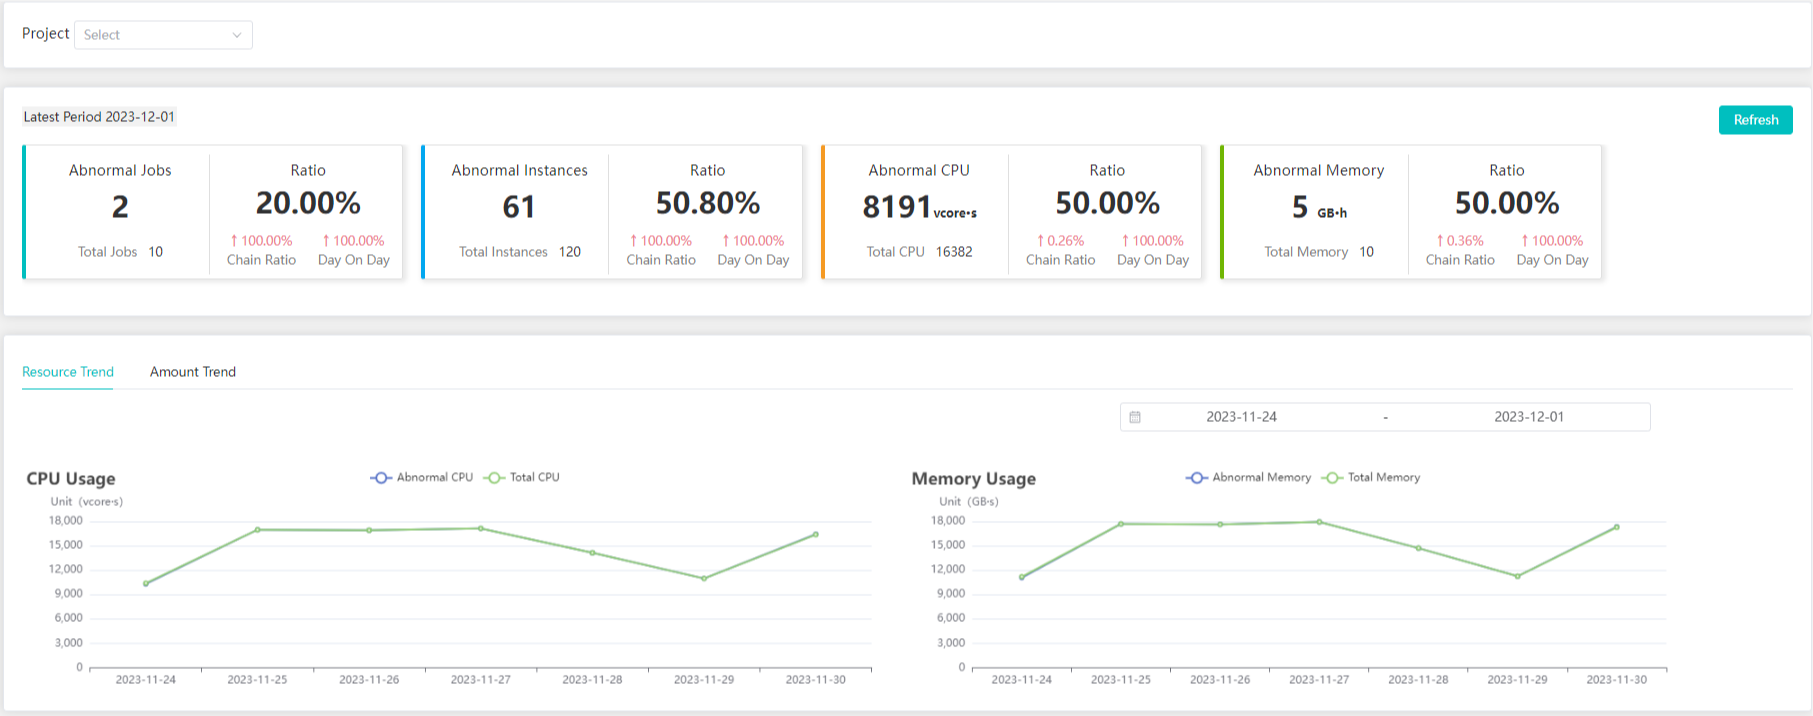 Project Select
Latest Period 2023-12-01
Refresh
Abnormal Jobs
2
Total Jobs 10
Ratio
20.00%
↑100.00% ↑100.00%
Chain Ratio Day On Day
Abnormal Instances
61
Total Instances 120
Ratio
50.80%
↑100.00% ↑100.00%
Chain Ratio Day On Day
Abnormal CPU
8191vcore·s
Total CPU 16382
Ratio
50.00%
↑0.26% ↑100.00%
Chain Ratio Day On Day
Abnormal Memory
5 GB·h
Total Memory 10
Ratio
50.00%
↑0.36% ↑100.00%
Chain Ratio Day On Day
Resource Trend Amount Trend
2023-11-24 - 2023-12-01
CPU Usage
Abnormal CPU Total CPU
Unit (vcore·s)
18,000
15,000
12,000
9,000
6,000
3,000
0
2023-11-24 2023-11-25 2023-11-26 2023-11-27 2023-11-28 2023-11-29 2023-11-30
Memory Usage
Abnormal Memory Total Memory
Unit (GB·s)
18,000
15,000
12,000
9,000
6,000
3,000
0
2023-11-24 2023-11-25 2023-11-26 2023-11-27 2023-11-28 2023-11-29 2023-11-30